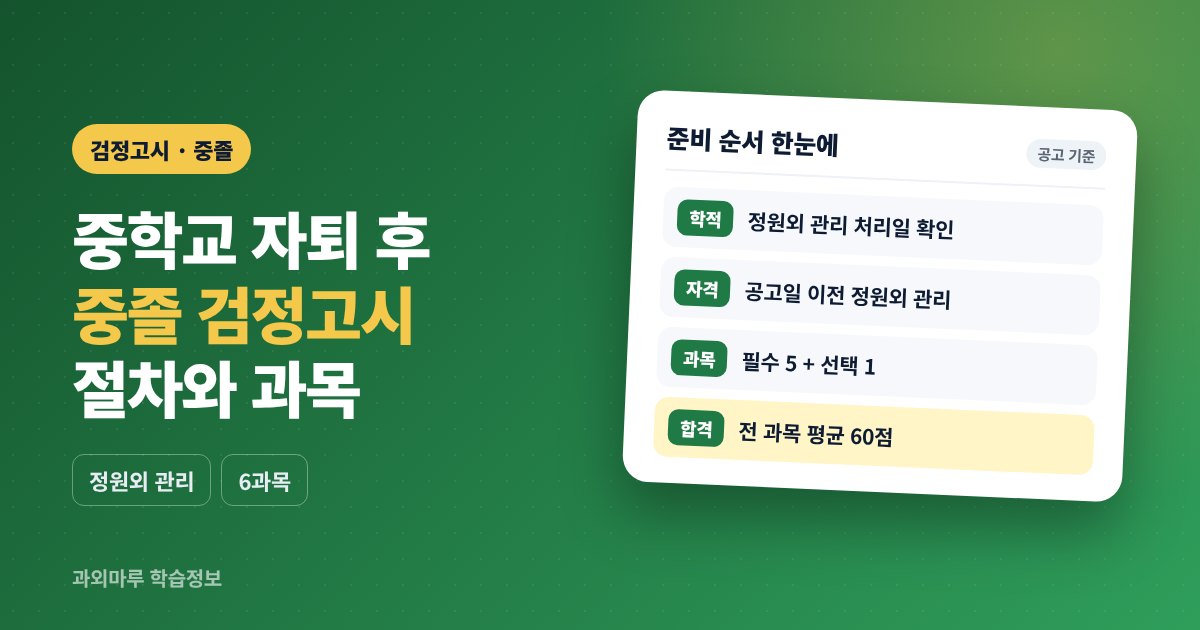 검정고시 · 중졸
중학교 자퇴 후
중졸 검정고시
절차와 과목
정원외 관리
6과목
과외마루 학습정보
준비 순서 한눈에
공고 기준
학적 정원외 관리 처리일 확인
자격 공고일 이전 정원외 관리
과목 필수 5 + 선택 1
합격 전 과목 평균 60점